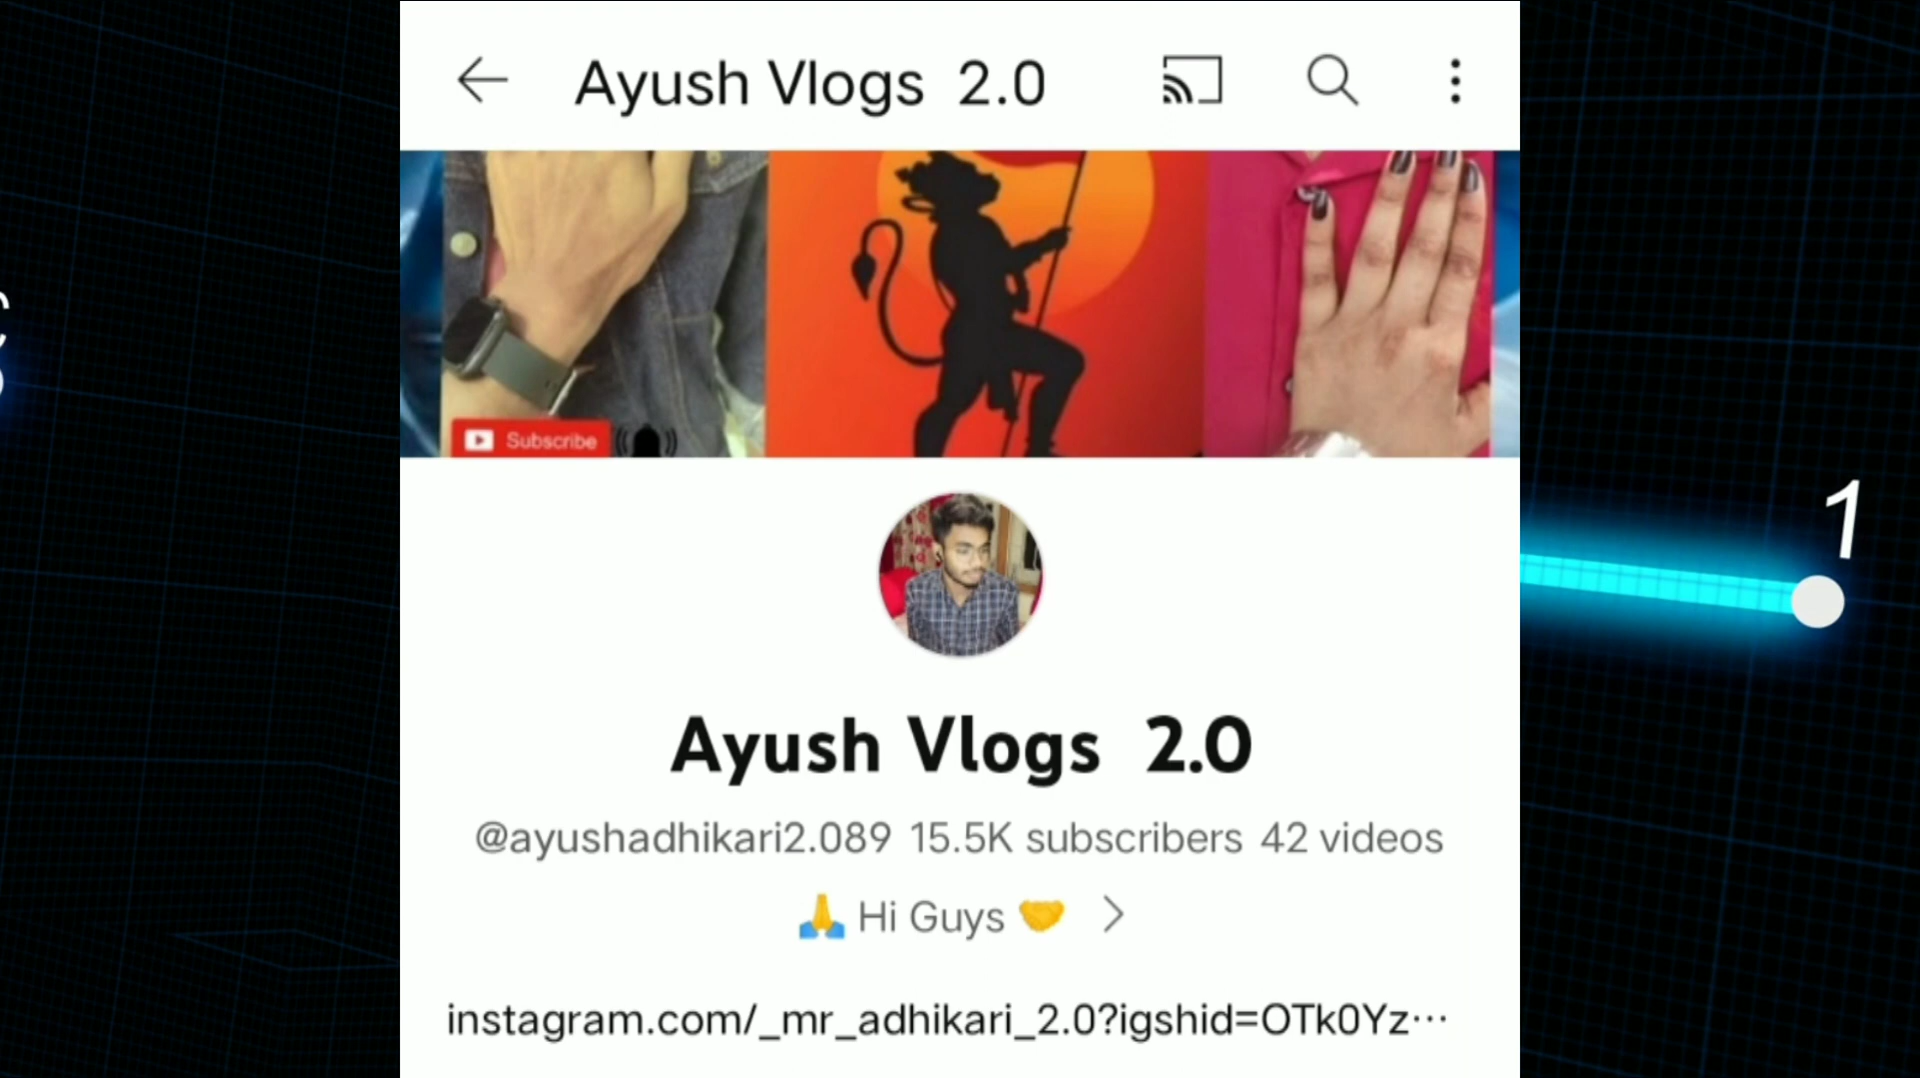 Ayush Vlogs 2.0
Subscribe
1
Ayush Vlogs 2.0
@ayushadhikari2.089 15.5K subscribers 42 videos
🙏 Hi Guys 🤝 >
instagram.com/_mr_adhikari_2.0?igshid=OTk0Yz...